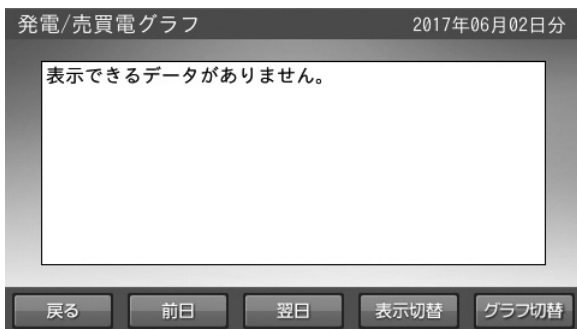 発電/売買電グラフ 2017年06月02日分
表示できるデータがありません。
戻る 前日 翌日 表示切替 グラフ切替